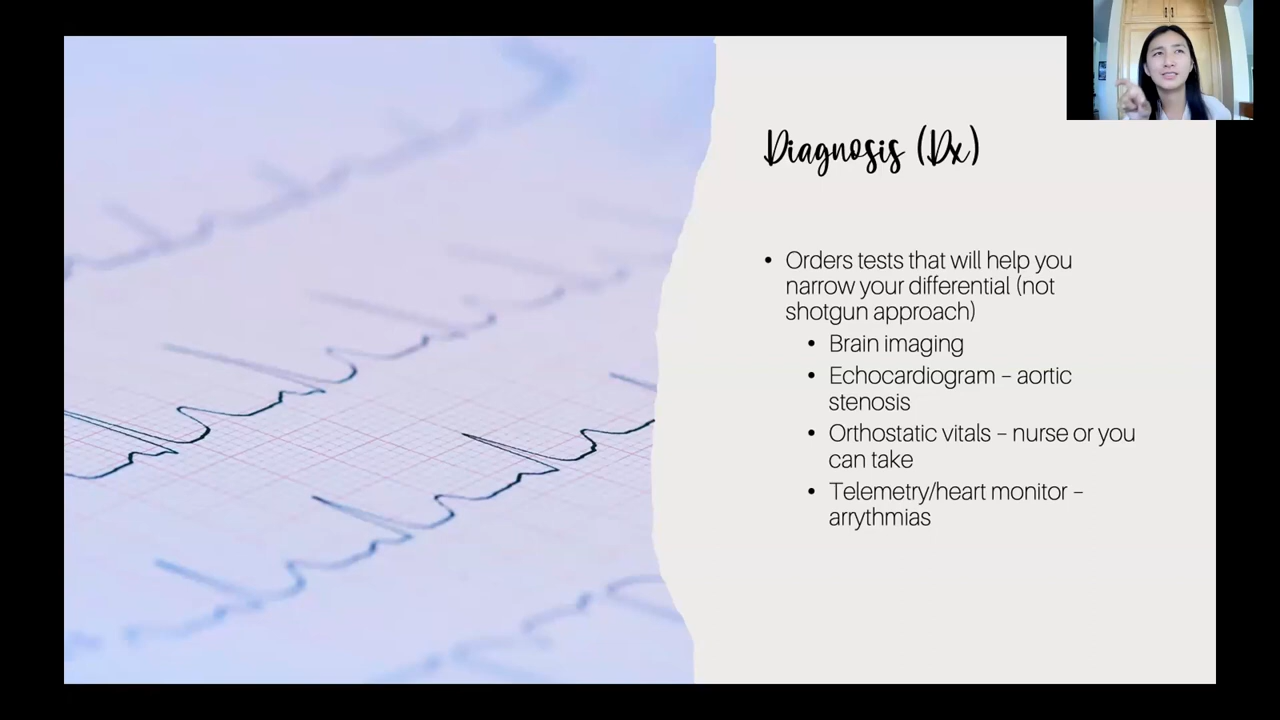 Diagnosis (Dx)
• Orders tests that will help you
narrow your differential (not
shotgun approach)
• Brain imaging
• Echocardiogram – aortic
stenosis
• Orthostatic vitals – nurse or you
can take
• Telemetry/heart monitor –
arrythmias